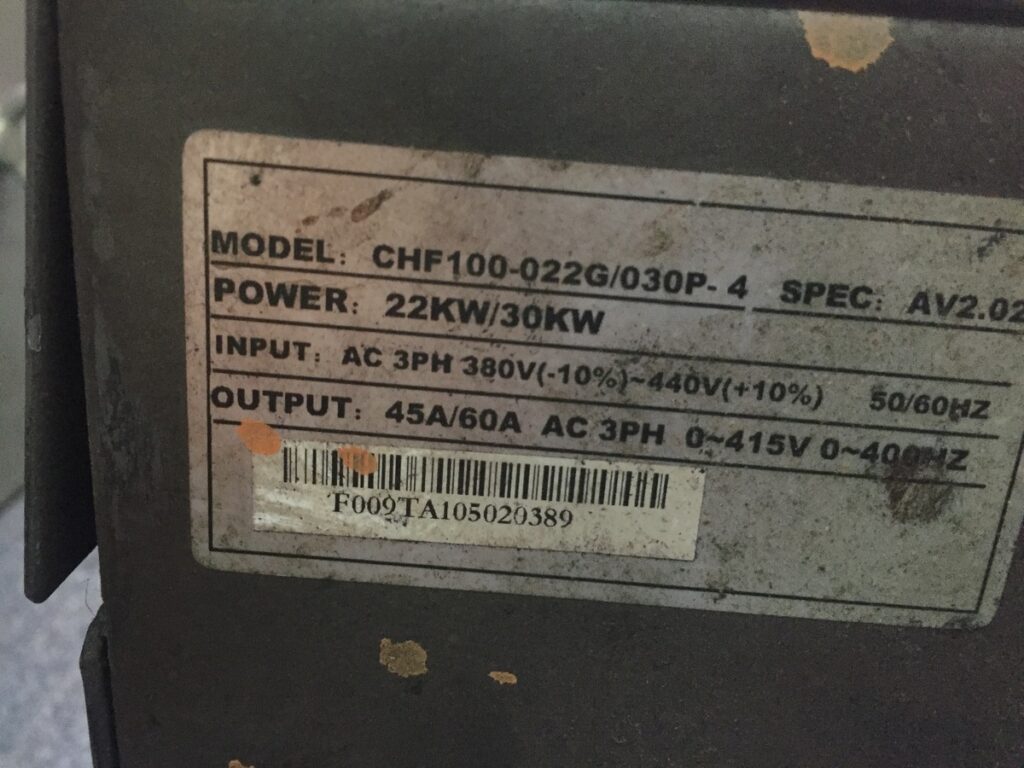 MODEL: CHF100-022G/030P-4 SPEC: AV2.02
POWER: 22KW/30KW
INPUT: AC 3PH 380V(-10%)~440V(+10%) 50/60HZ
OUTPUT: 45A/60A AC 3PH 0~415V 0~400HZ
F009TA105020389